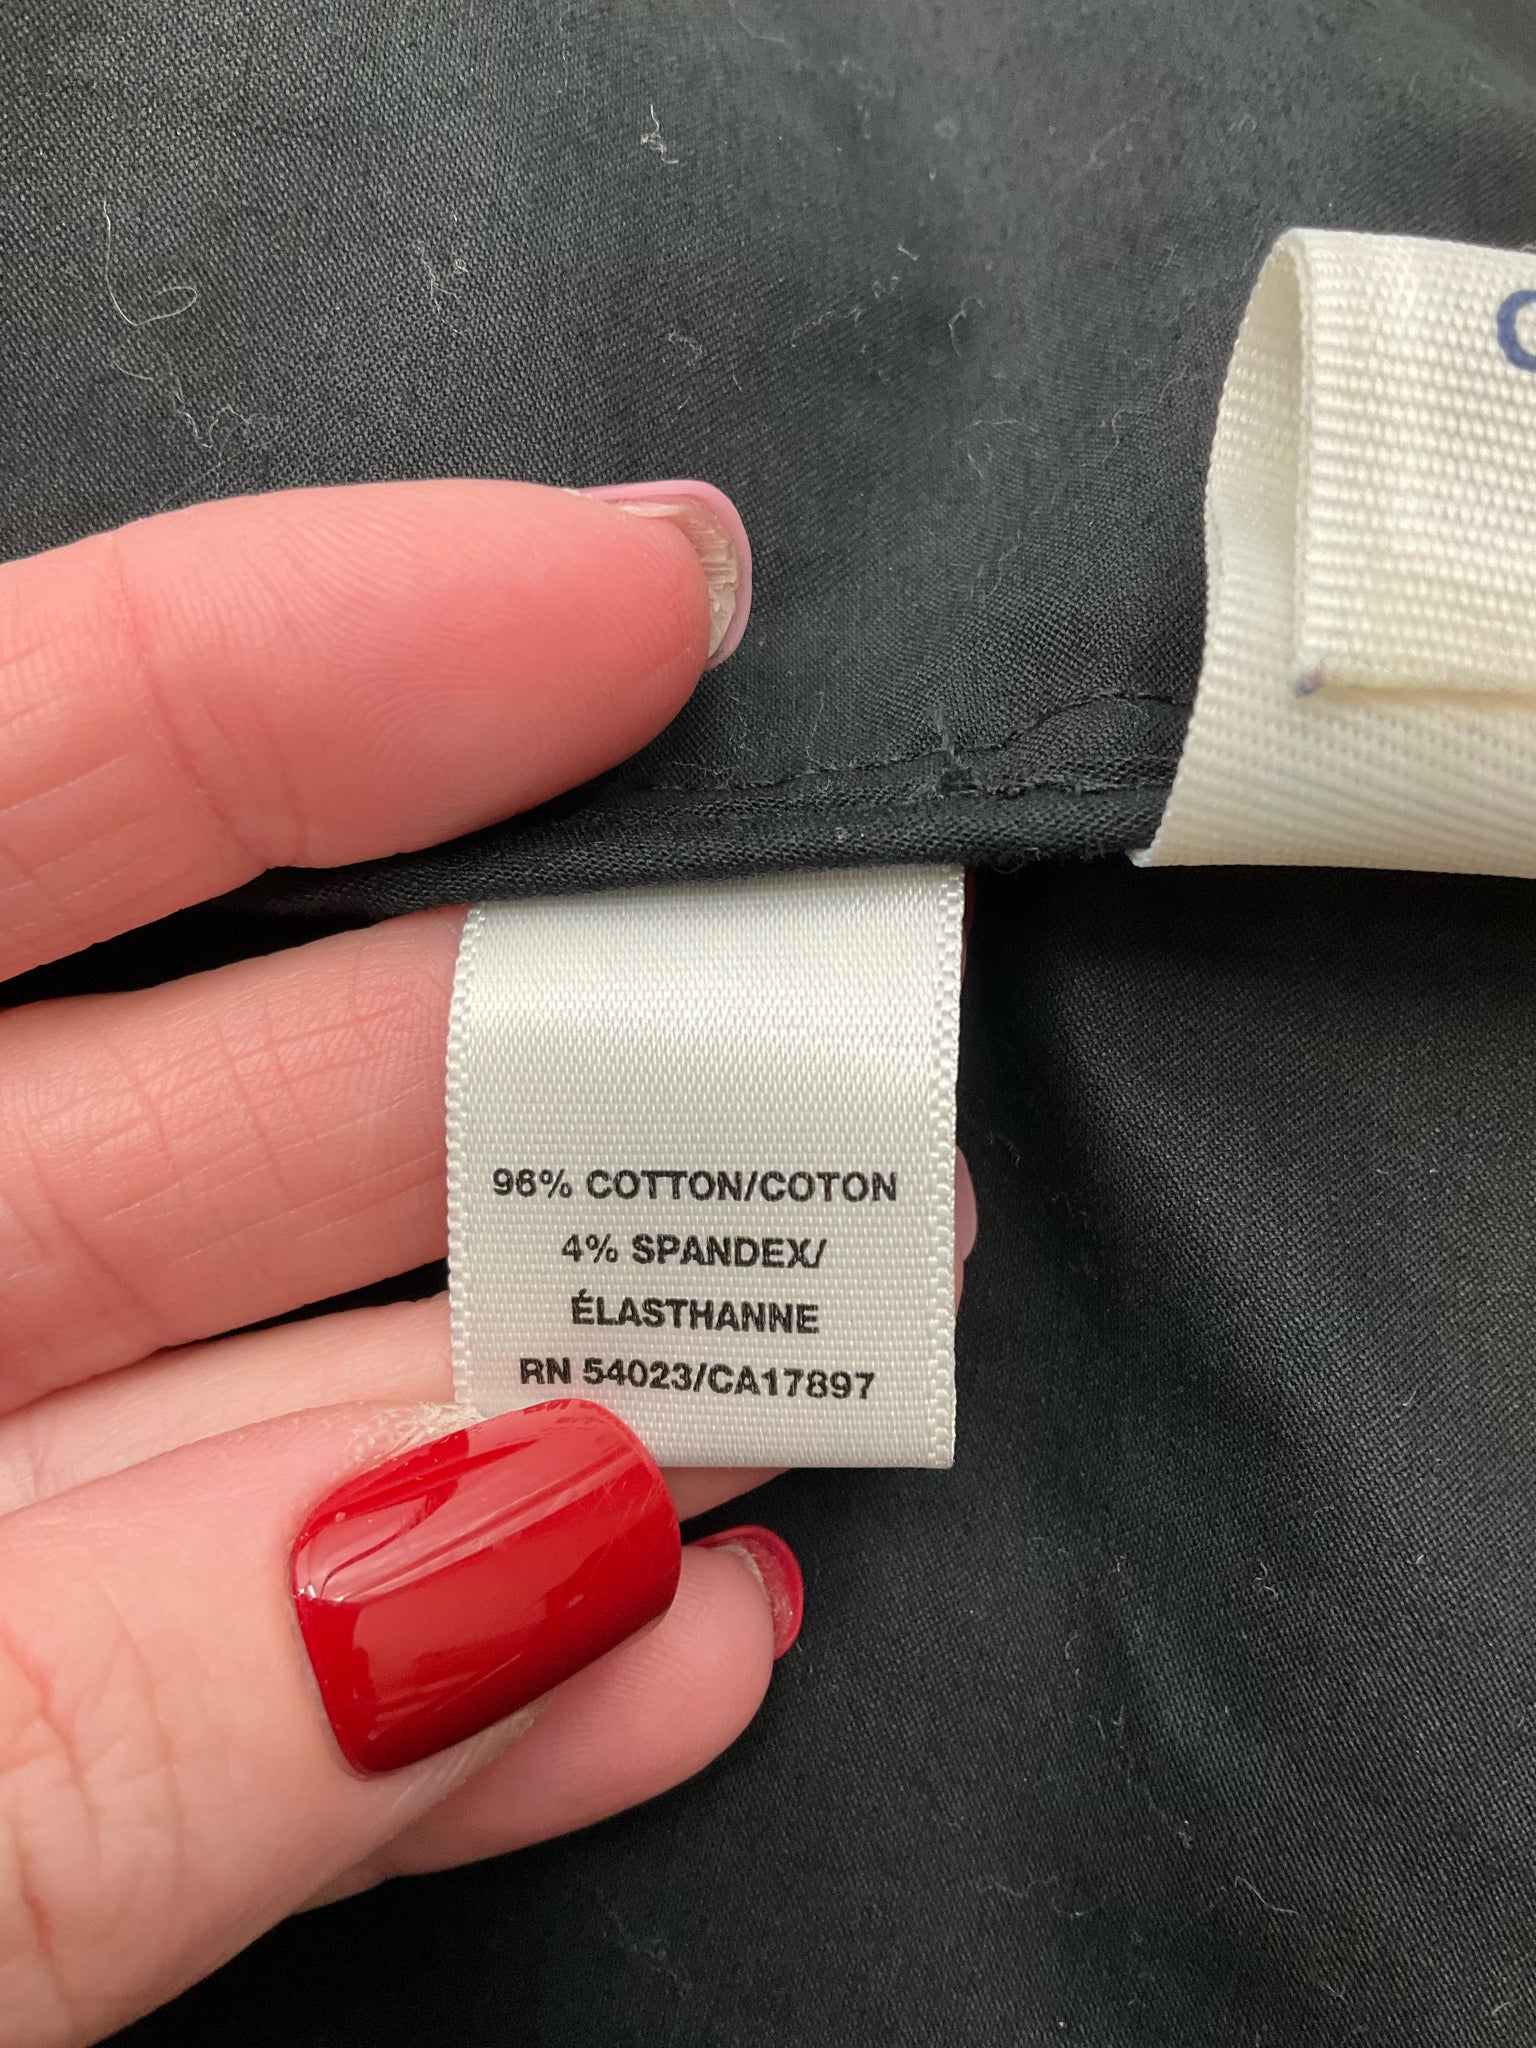 96% COTTON/COTON
4% SPANDEX/
ÉLASTHANNE
RN 54023/CA17897